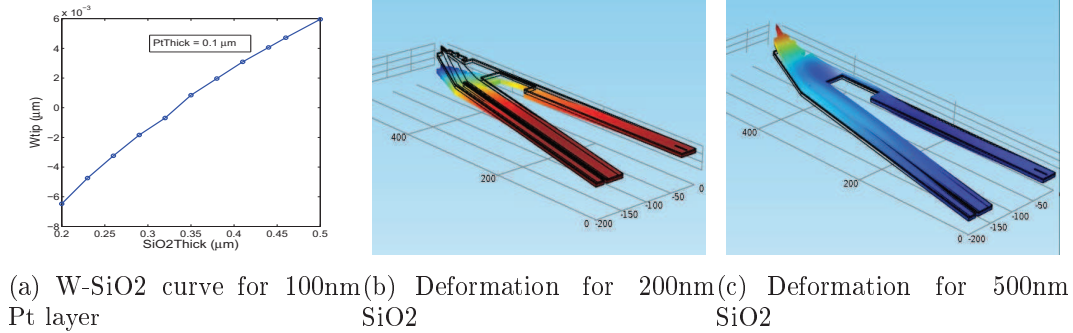 x 10⁻³
6
4
2
0
−2
−4
−6
−8
Wtip (μm)
PtThick = 0.1 μm
0.2 0.25 0.3 0.35 0.4 0.45 0.5
SiO2Thick (μm)
400
200
0
-50
-100
-150
0 -200
400
200
0
-50
-100
-150
0 -200
(a) W-SiO2 curve for 100nm
Pt layer
(b) Deformation for 200nm
SiO2
(c) Deformation for 500nm
SiO2